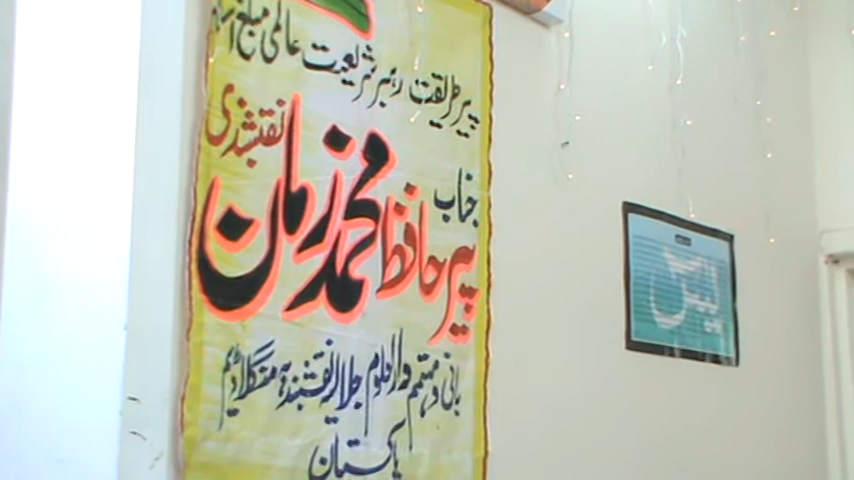 عالمی مبلغ اسلام
پیر طریقت رہبر شریعت
نقشبندی
جناب
پیر حافظ محمد زمان
بانی و مہتمم دارالعلوم جلالیہ نقشبندیہ منگلا ڈیم
پاکستان
یٰسٓ